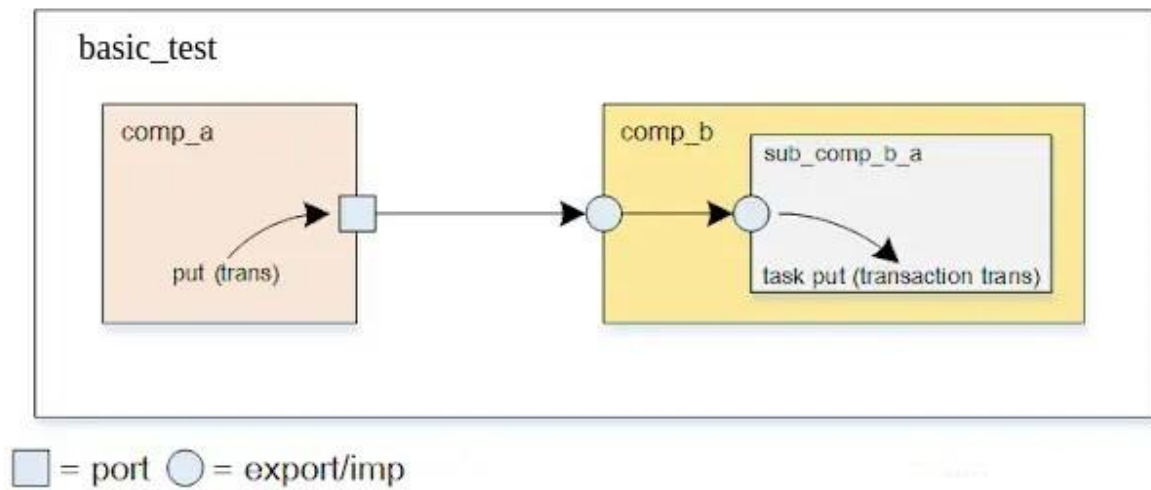 basic_test
comp_a
put (trans)
comp_b
sub_comp_b_a
task put (transaction trans)
= port = export/imp